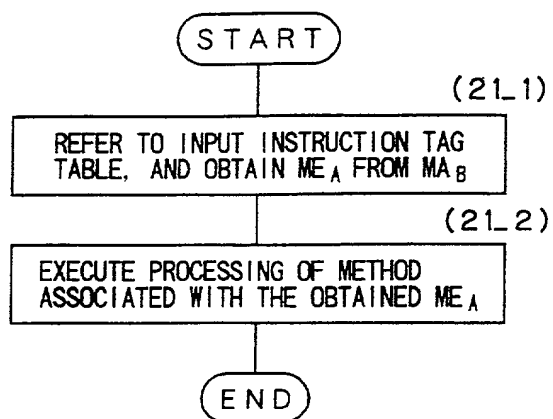 START
(21_1)
REFER TO INPUT INSTRUCTION TAG
TABLE, AND OBTAIN ME_A FROM MA_B
(21_2)
EXECUTE PROCESSING OF METHOD
ASSOCIATED WITH THE OBTAINED ME_A
END